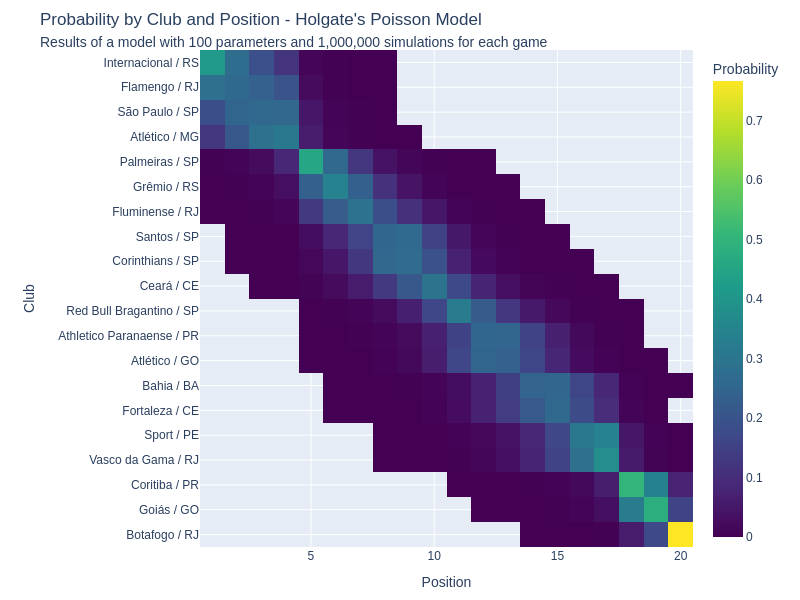 Probability by Club and Position - Holgate's Poisson Model
Results of a model with 100 parameters and 1,000,000 simulations for each game
Internacional / RS
Flamengo / RJ
São Paulo / SP
Atlético / MG
Palmeiras / SP
Grêmio / RS
Fluminense / RJ
Santos / SP
Corinthians / SP
Ceará / CE
Red Bull Bragantino / SP
Athletico Paranaense / PR
Atlético / GO
Bahia / BA
Fortaleza / CE
Sport / PE
Vasco da Gama / RJ
Coritiba / PR
Goiás / GO
Botafogo / RJ
Club
5
10
15
20
Position
Probability
0.7
0.6
0.5
0.4
0.3
0.2
0.1
0